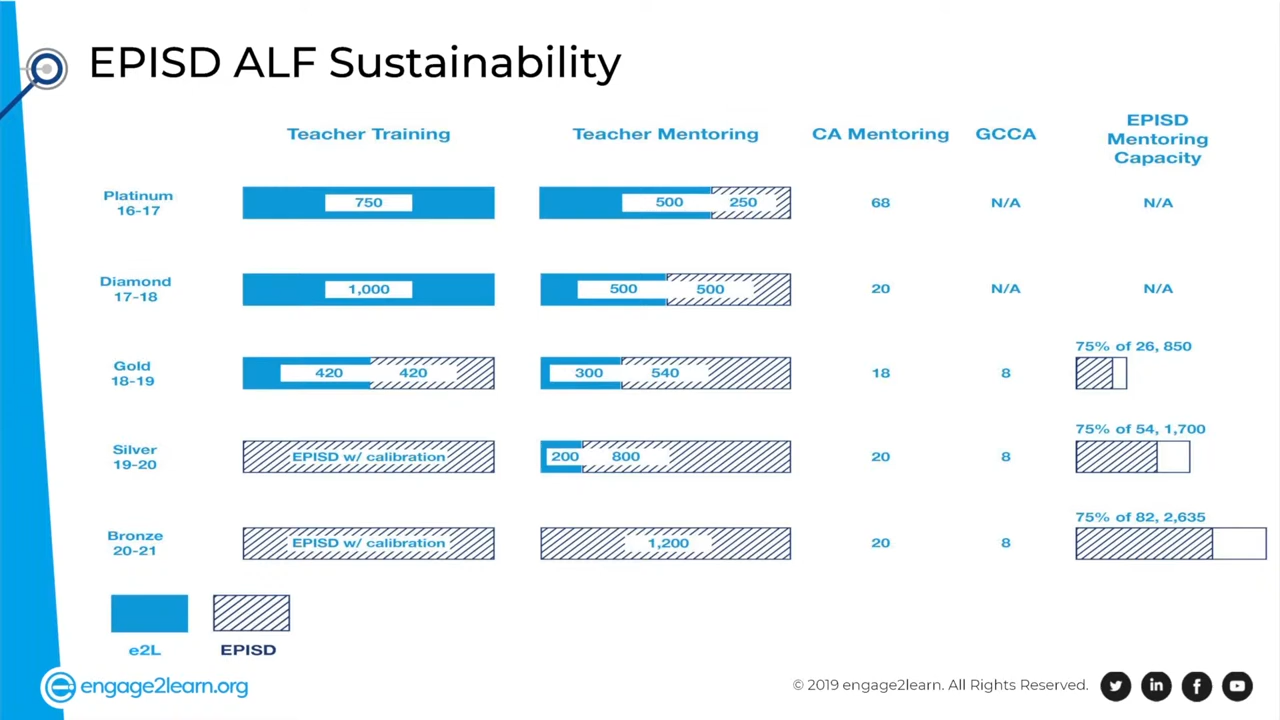 EPISD ALF Sustainability
Teacher Training
Teacher Mentoring
CA Mentoring
GCCA
EPISD
Mentoring
Capacity
Platinum
16-17
750
500
250
68
N/A
N/A
Diamond
17-18
1,000
500
500
20
N/A
N/A
Gold
18-19
420
420
300
540
18
8
75% of 26, 850
Silver
19-20
EPISD w/ calibration
200
800
20
8
75% of 54, 1,700
Bronze
20-21
EPISD w/ calibration
1,200
20
8
75% of 82, 2,635
e2L
EPISD
engage2learn.org
© 2019 engage2learn. All Rights Reserved.